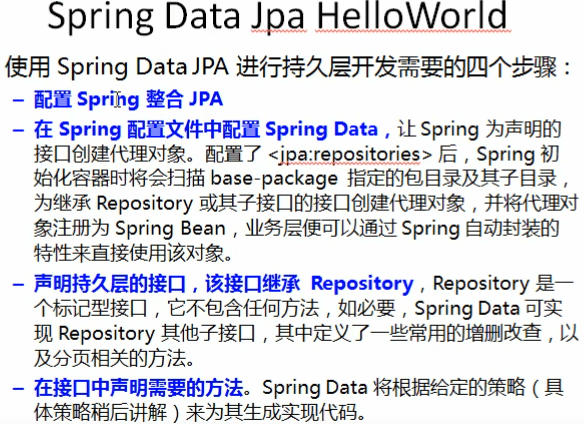 Spring Data Jpa HelloWorld
使用 Spring Data JPA 进行持久层开发需要的四个步骤：
– 配置 Spring 整合 JPA
– 在 Spring 配置文件中配置 Spring Data，让 Spring 为声明的
接口创建代理对象。配置了 <jpa:repositories> 后，Spring 初
始化容器时将会扫描 base-package 指定的包目录及其子目录，
为继承 Repository 或其子接口的接口创建代理对象，并将代理对
象注册为 Spring Bean，业务层便可以通过 Spring 自动封装的
特性来直接使用该对象。
– 声明持久层的接口，该接口继承 Repository，Repository 是一
个标记型接口，它不包含任何方法，如必要，Spring Data 可实
现 Repository 其他子接口，其中定义了一些常用的增删改查，以
及分页相关的方法。
– 在接口中声明需要的方法。Spring Data 将根据给定的策略（具
体策略稍后讲解）来为其生成实现代码。